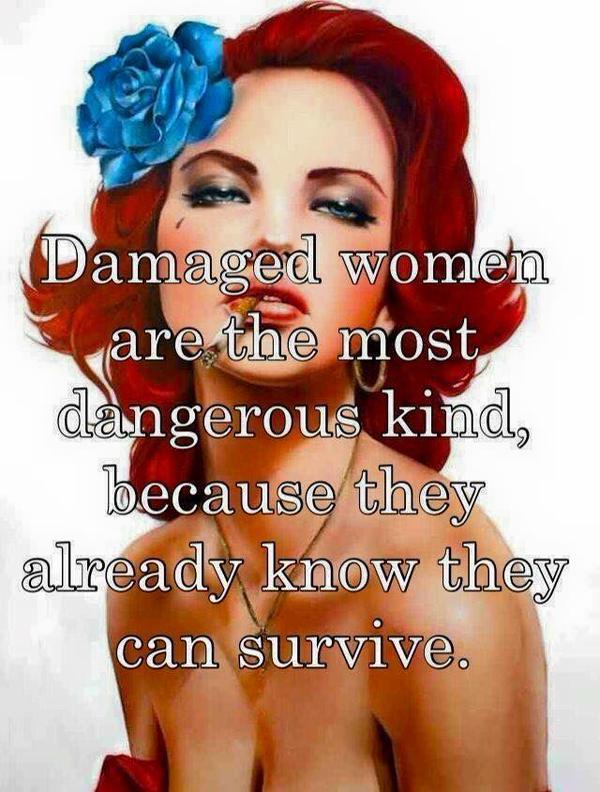 Damaged women
are the most
dangerous kind,
because they
already know they
can survive.